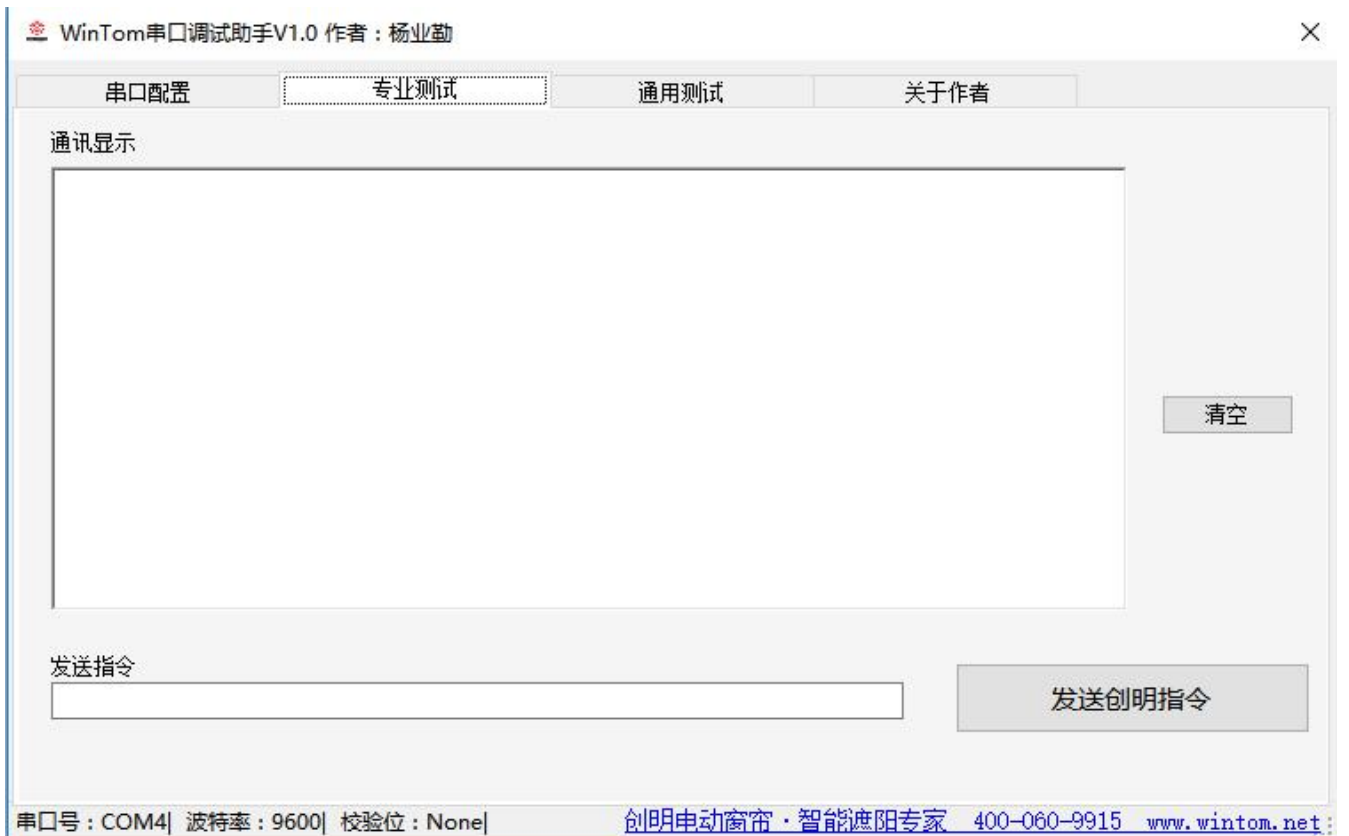 WinTom串口调试助手V1.0 作者：杨业勤
串口配置 专业测试 通用测试 关于作者
通讯显示
清空
发送指令
发送创明指令
串口号：COM4| 波特率：9600| 校验位：None| 创明电动窗帘·智能遮阳专家 400-060-9915 www.wintom.net